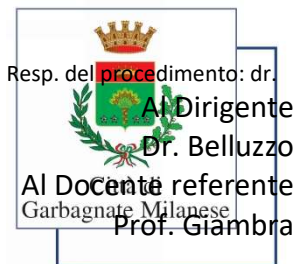 Resp. del procedimento: dr.
Al Dirigente
Dr. Belluzzo
Al Docente referente
Prof. Giambra
Città di
Garbagnate Milanese